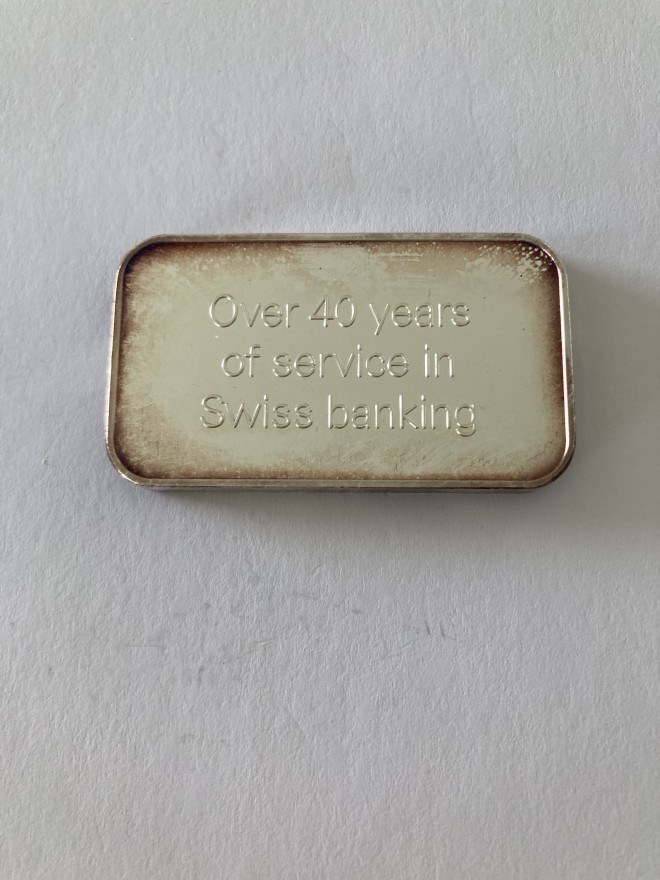 Over 40 years
of service in
Swiss banking